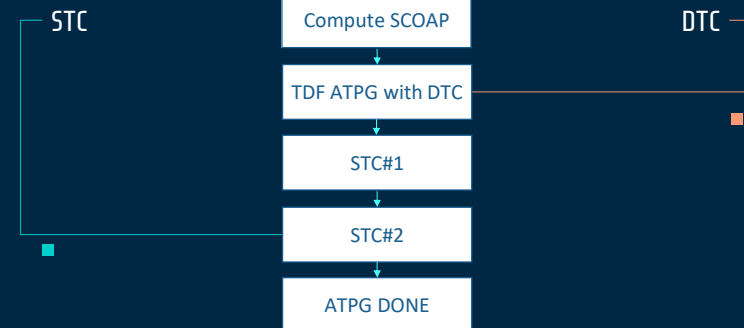 STC
Compute SCOAP
DTC
TDF ATPG with DTC
STC#1
STC#2
ATPG DONE